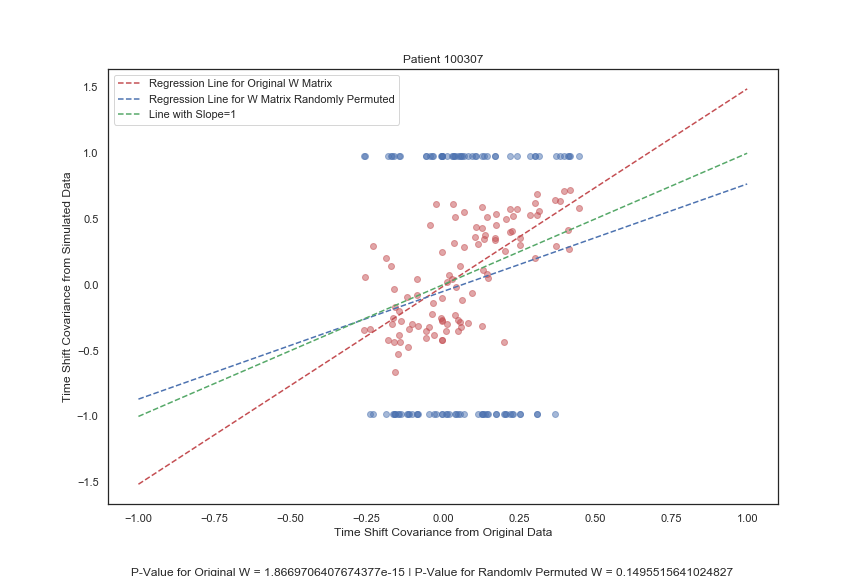 Patient 100307
Regression Line for Original W Matrix
Regression Line for W Matrix Randomly Permuted
Line with Slope=1
1.5
1.0
0.5
0.0
−0.5
−1.0
−1.5
Time Shift Covariance from Simulated Data
−1.00 −0.75 −0.50 −0.25 0.00 0.25 0.50 0.75 1.00
Time Shift Covariance from Original Data
P-Value for Original W = 1.8669706407674377e-15 | P-Value for Randomly Permuted W = 0.1495515641024827